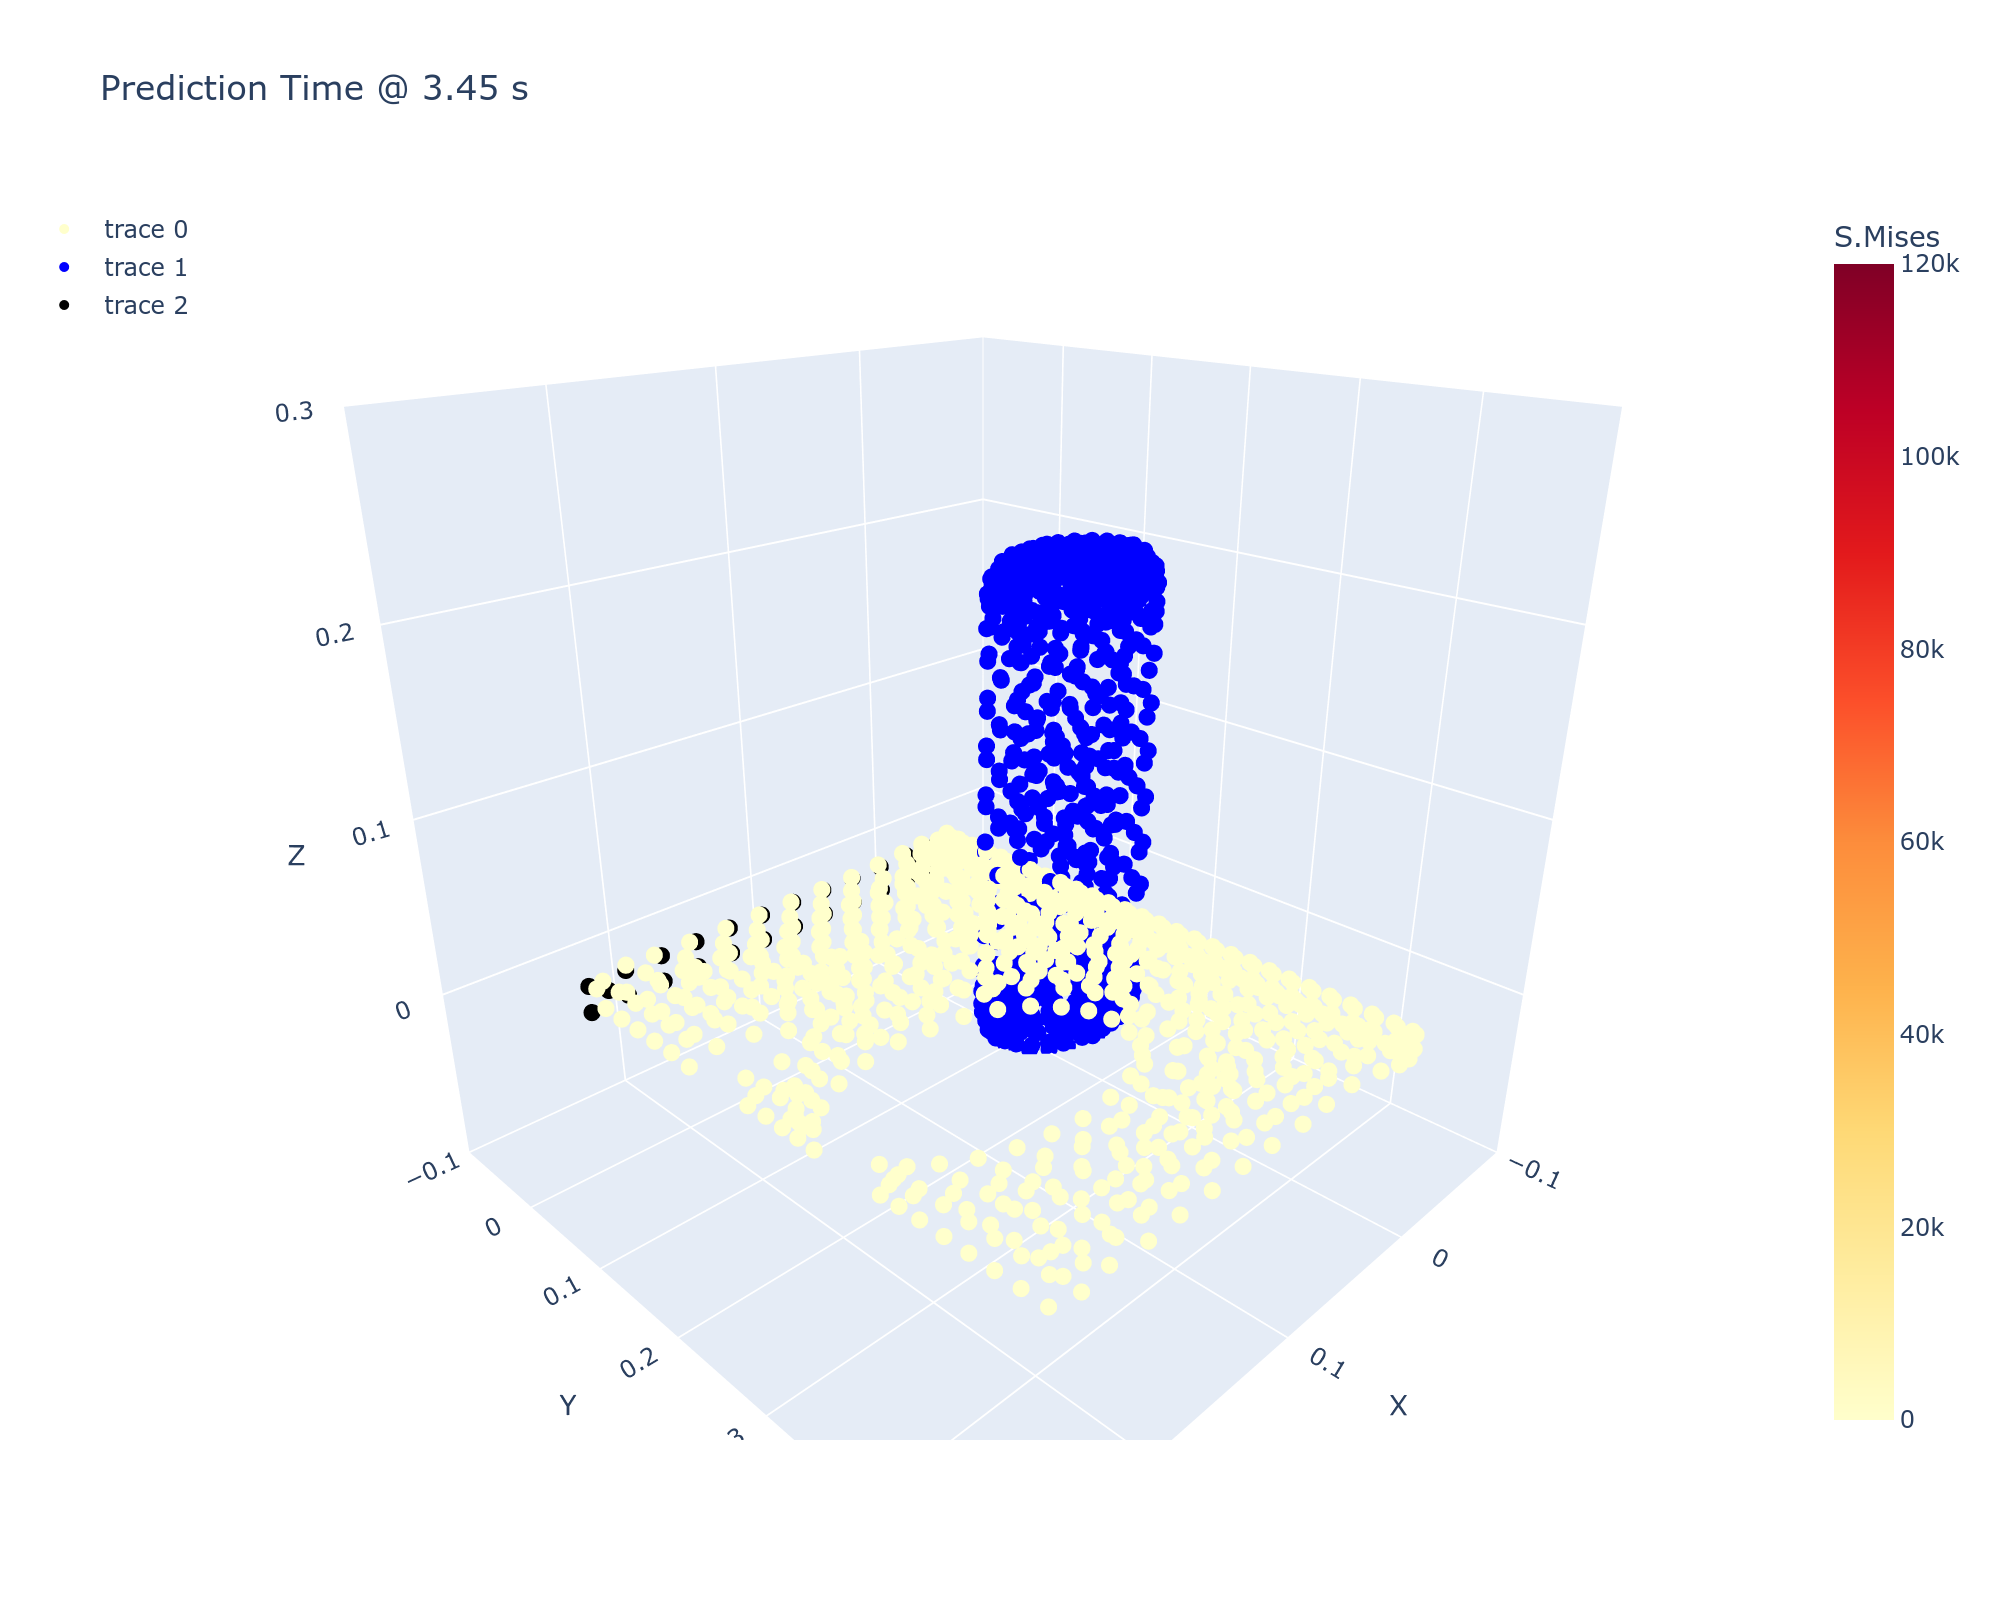 Prediction Time @ 3.45 s
trace 0
trace 1
trace 2
S.Mises
120k
100k
80k
60k
40k
20k
0
0.3
0.2
0.1
0
Z
−0.1
0
0.1
0.2
Y
−0.1
0
0.1
X